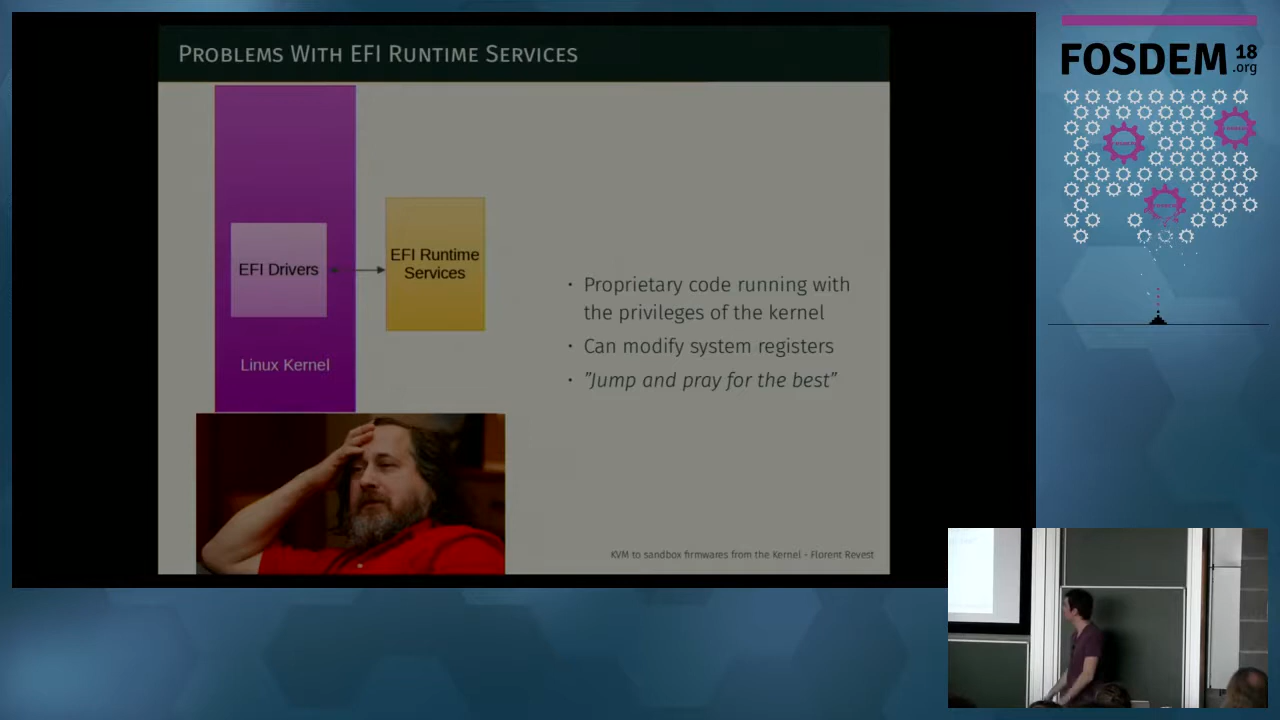 PROBLEMS WITH EFI RUNTIME SERVICES
EFI Drivers
EFI Runtime
Services
Linux Kernel
· Proprietary code running with
the privileges of the kernel
· Can modify system registers
· "Jump and pray for the best"
KVM to sandbox firmwares from the Kernel - Florent Revest
FOSDEM 18
.org